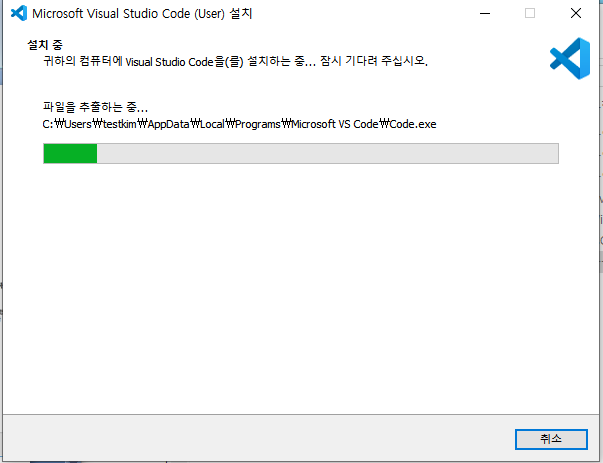 Microsoft Visual Studio Code (User) 설치
설치 중
귀하의 컴퓨터에 Visual Studio Code을(를) 설치하는 중... 잠시 기다려 주십시오.
파일을 추출하는 중...
C:₩Users₩testkim₩AppData₩Local₩Programs₩Microsoft VS Code₩Code.exe
취소